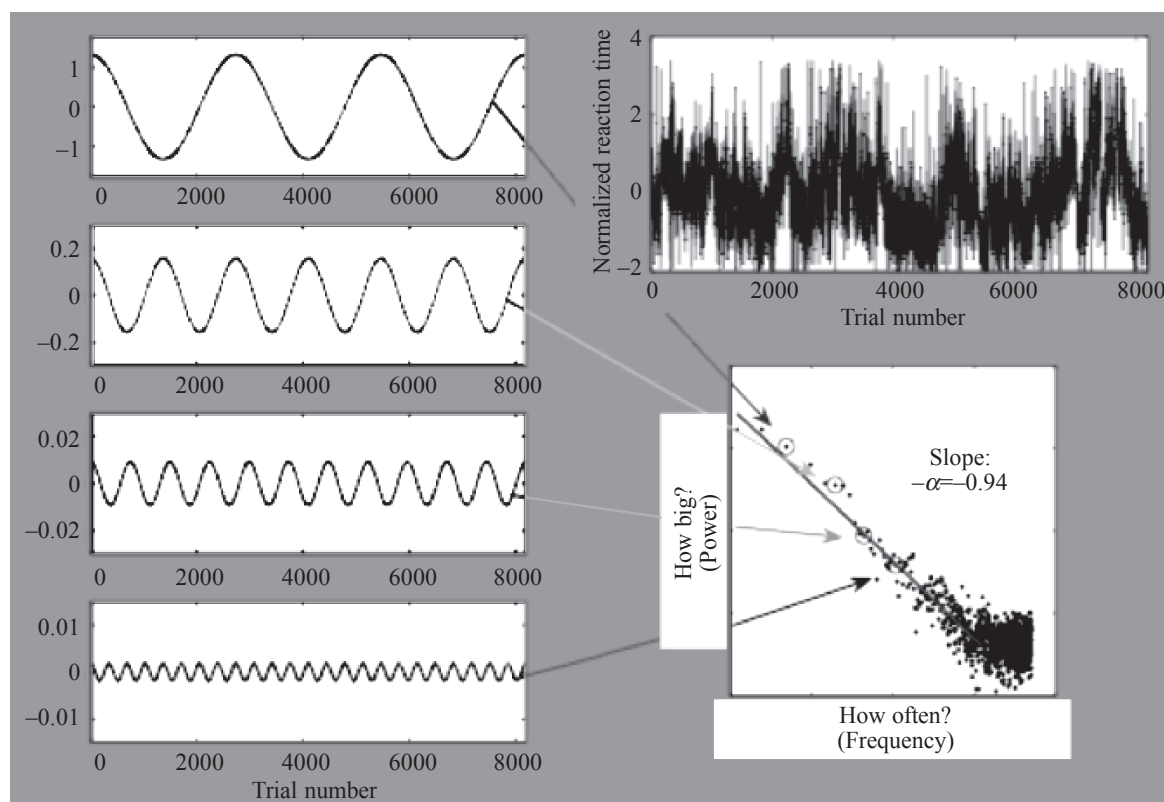 1
0
−1
0 2000 4000 6000 8000
0.2
0
−0.2
0 2000 4000 6000 8000
0.02
0
−0.02
0 2000 4000 6000 8000
0.01
0
−0.01
0 2000 4000 6000 8000
Trial number
Normalized reaction time
4
2
0
−2
0 2000 4000 6000 8000
Trial number
How big?
(Power)
Slope:
−α=−0.94
How often?
(Frequency)